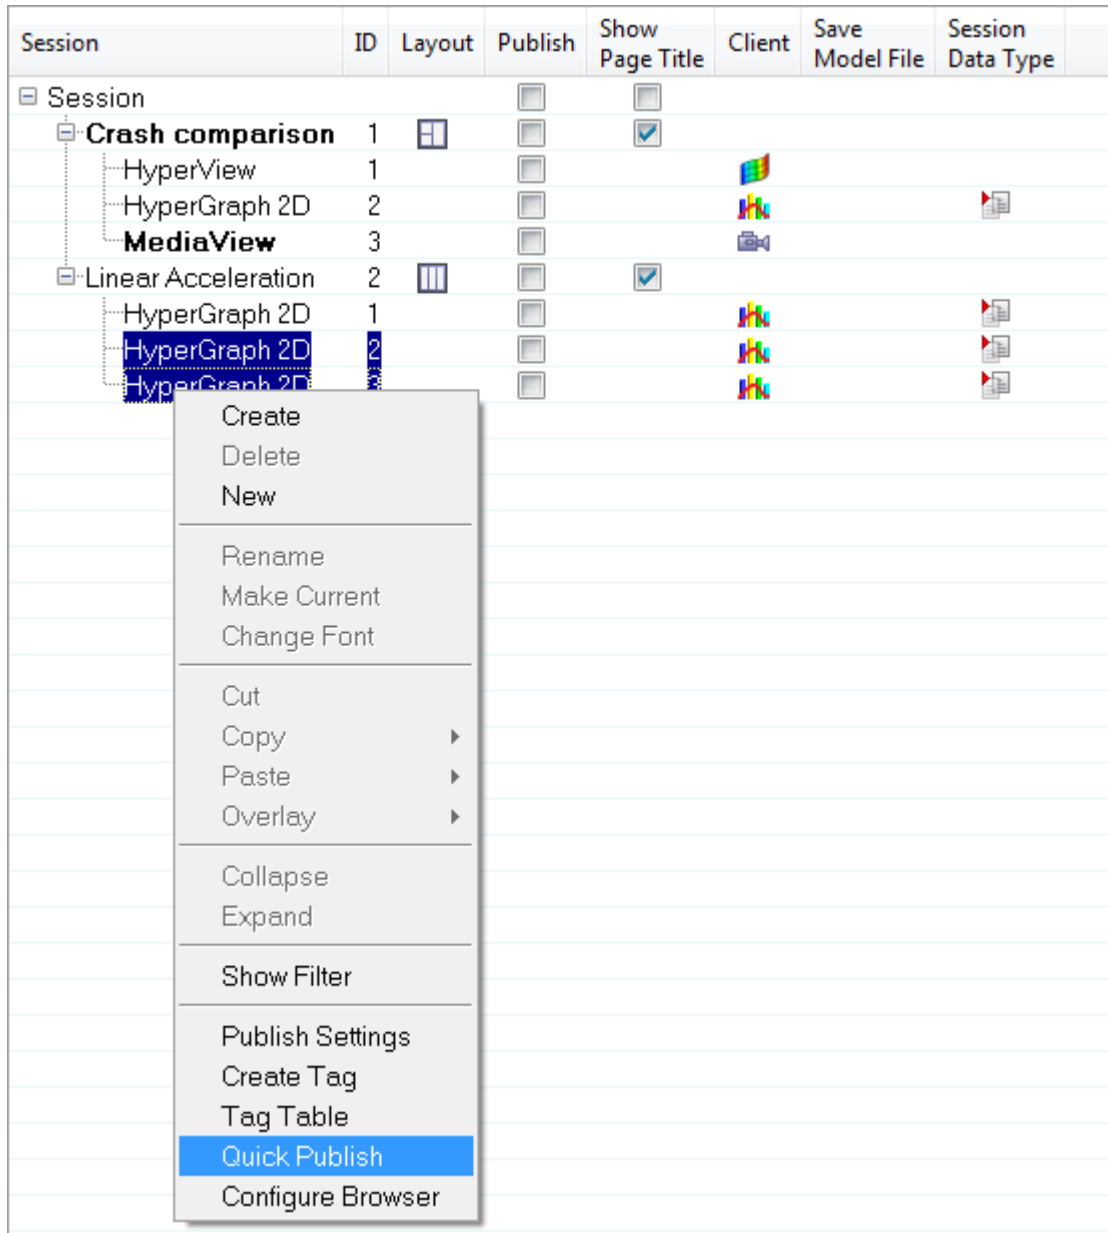 Session ID Layout Publish Show Page Title Client Save Model File Session Data Type
Session
Crash comparison 1
HyperView 1
HyperGraph 2D 2
MediaView 3
Linear Acceleration 2
HyperGraph 2D 1
HyperGraph 2D 2
HyperGraph 2D 3
Create
Delete
New
Rename
Make Current
Change Font
Cut
Copy
Paste
Overlay
Collapse
Expand
Show Filter
Publish Settings
Create Tag
Tag Table
Quick Publish
Configure Browser